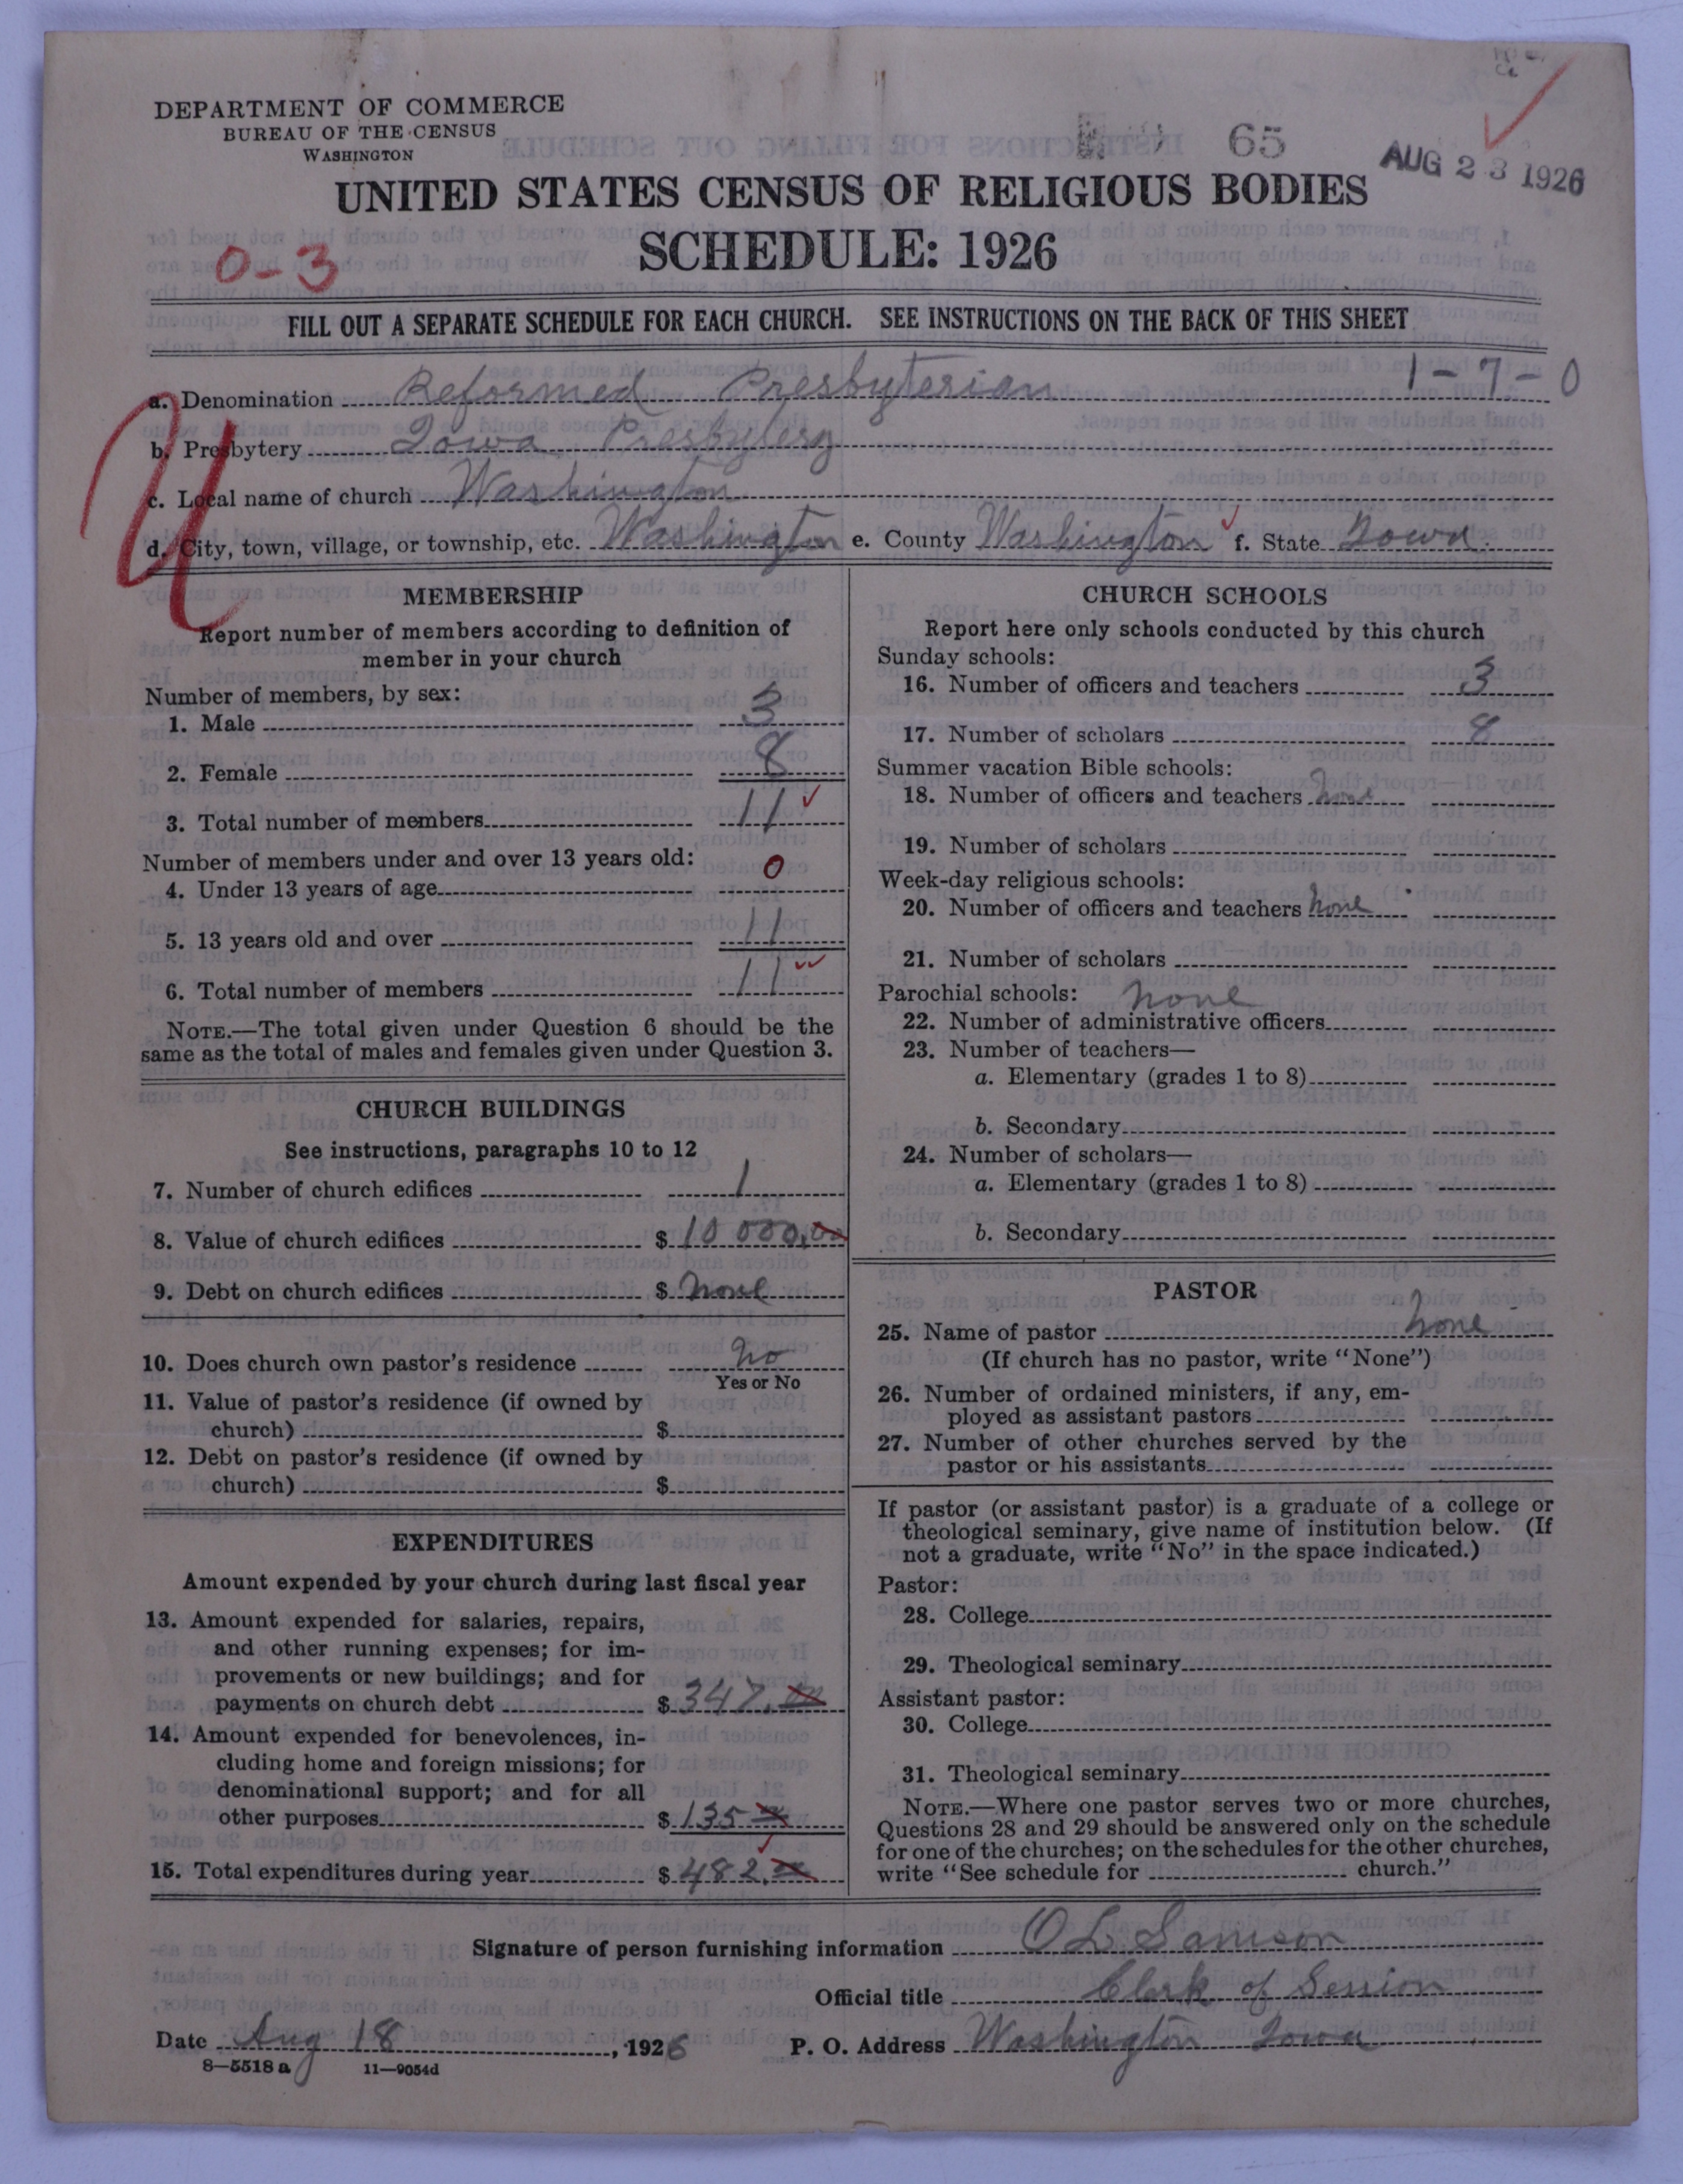 DEPARTMENT OF COMMERCE
BUREAU OF THE CENSUS
WASHINGTON
65
AUG 23 1926
UNITED STATES CENSUS OF RELIGIOUS BODIES
SCHEDULE: 1926
0-3
FILL OUT A SEPARATE SCHEDULE FOR EACH CHURCH. SEE INSTRUCTIONS ON THE BACK OF THIS SHEET
1-7-0
a. Denomination Reformed Presbyterian
b. Presbytery Iowa Presbytery
c. Local name of church Washington
d. City, town, village, or township, etc. Washington e. County Washington f. State Iowa
U
MEMBERSHIP
Report number of members according to definition of
member in your church
Number of members, by sex:
1. Male 3
2. Female 8
3. Total number of members 11
Number of members under and over 13 years old:
4. Under 13 years of age 0
5. 13 years old and over 11
6. Total number of members 11
NOTE.—The total given under Question 6 should be the
same as the total of males and females given under Question 3.
CHURCH BUILDINGS
See instructions, paragraphs 10 to 12
7. Number of church edifices 1
8. Value of church edifices $ 10 000.00
9. Debt on church edifices $ none
10. Does church own pastor's residence No
Yes or No
11. Value of pastor's residence (if owned by
church) $
12. Debt on pastor's residence (if owned by
church) $
EXPENDITURES
Amount expended by your church during last fiscal year
13. Amount expended for salaries, repairs,
and other running expenses; for im-
provements or new buildings; and for
payments on church debt $ 347.00
14. Amount expended for benevolences, in-
cluding home and foreign missions; for
denominational support; and for all
other purposes $ 135
15. Total expenditures during year $ 482.00
CHURCH SCHOOLS
Report here only schools conducted by this church
Sunday schools:
16. Number of officers and teachers 3
17. Number of scholars 8
Summer vacation Bible schools:
18. Number of officers and teachers none
19. Number of scholars
Week-day religious schools:
20. Number of officers and teachers none
21. Number of scholars
Parochial schools: none
22. Number of administrative officers
23. Number of teachers—
a. Elementary (grades 1 to 8)
b. Secondary
24. Number of scholars—
a. Elementary (grades 1 to 8)
b. Secondary
PASTOR
25. Name of pastor none
(If church has no pastor, write "None")
26. Number of ordained ministers, if any, em-
ployed as assistant pastors
27. Number of other churches served by the
pastor or his assistants
If pastor (or assistant pastor) is a graduate of a college or
theological seminary, give name of institution below. (If
not a graduate, write "No" in the space indicated.)
Pastor:
28. College
29. Theological seminary
Assistant pastor:
30. College
31. Theological seminary
NOTE.—Where one pastor serves two or more churches,
Questions 28 and 29 should be answered only on the schedule
for one of the churches; on the schedules for the other churches,
write "See schedule for church."
Signature of person furnishing information O L Samson
Official title Clerk of Session
Date Aug 18, 1926 P. O. Address Washington Iowa
8—5518 a 11—9054d